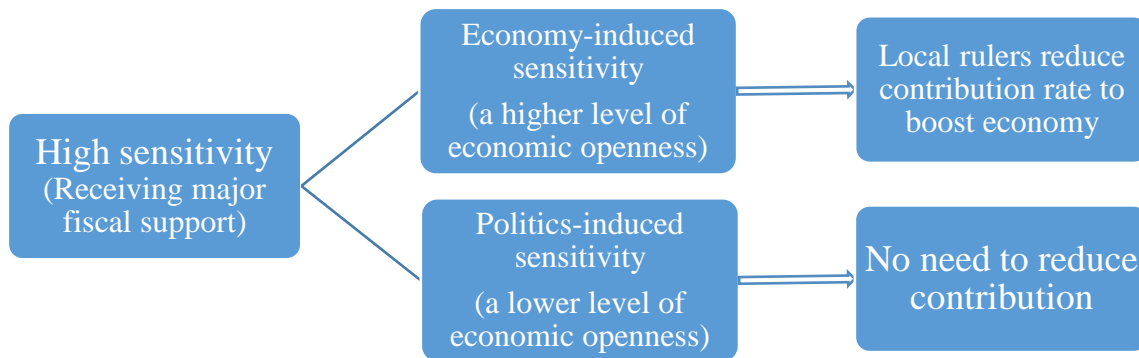 High sensitivity
(Receiving major
fiscal support)
Economy-induced
sensitivity
(a higher level of
economic openness)
Local rulers reduce
contribution rate to
boost economy
Politics-induced
sensitivity
(a lower level of
economic openness)
No need to reduce
contribution